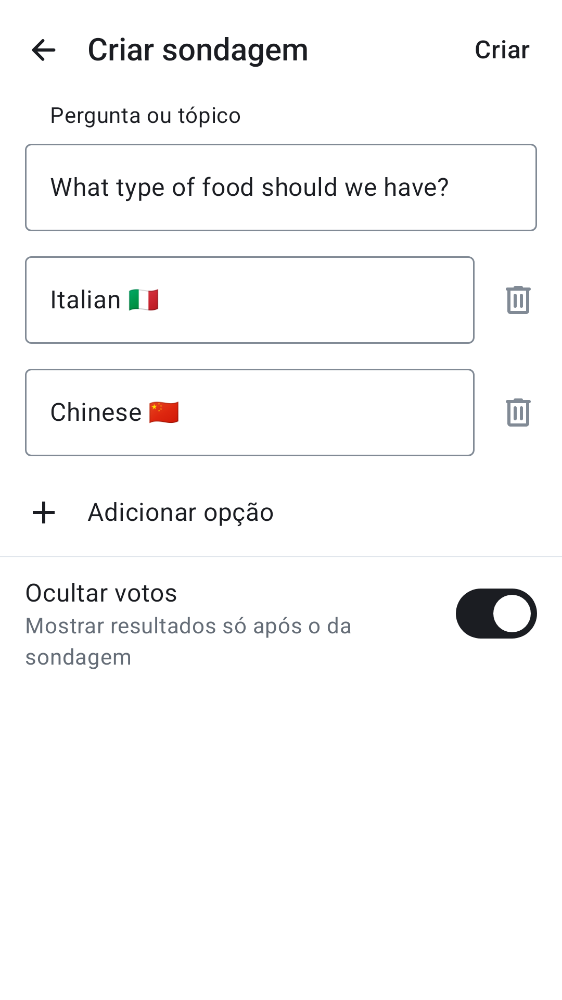 Criar sondagem
Criar
Pergunta ou tópico
What type of food should we have?
Italian 🇮🇹
Chinese 🇨🇳
Adicionar opção
Ocultar votos
Mostrar resultados só após o da
sondagem